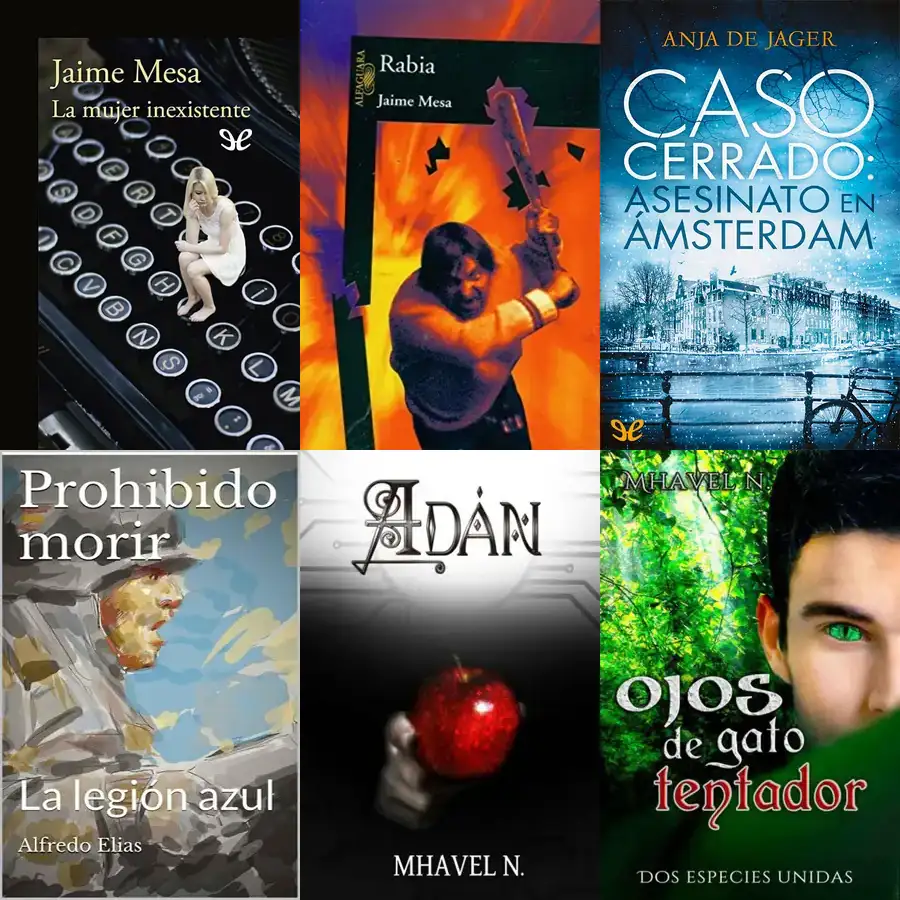 Jaime Mesa
La mujer inexistente
E
R
T
S
D
F
G
H
C
V
B
N
K
L
M
ALFAGUARA
Rabia
Jaime Mesa
ANJA DE JAGER
CASO
CERRADO:
ASESINATO EN
ÁMSTERDAM
Prohibido
morir
La legión azul
Alfredo Elias
ADÁN
MHAVEL N.
MHAVEL N.
ojos
de gato
tentador
DOS ESPECIES UNIDAS